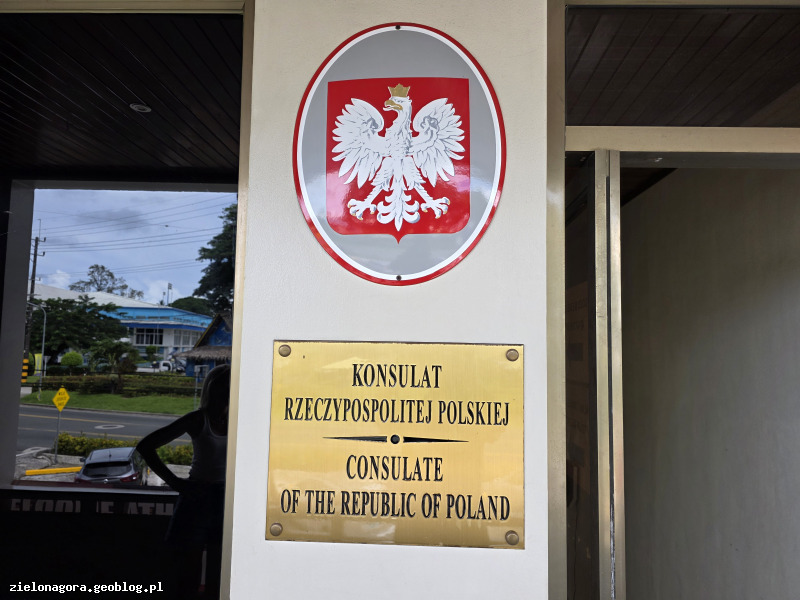 KONSULAT
RZECZYPOSPOLITEJ POLSKIEJ
CONSULATE
OF THE REPUBLIC OF POLAND
zielonagora.geoblog.pl